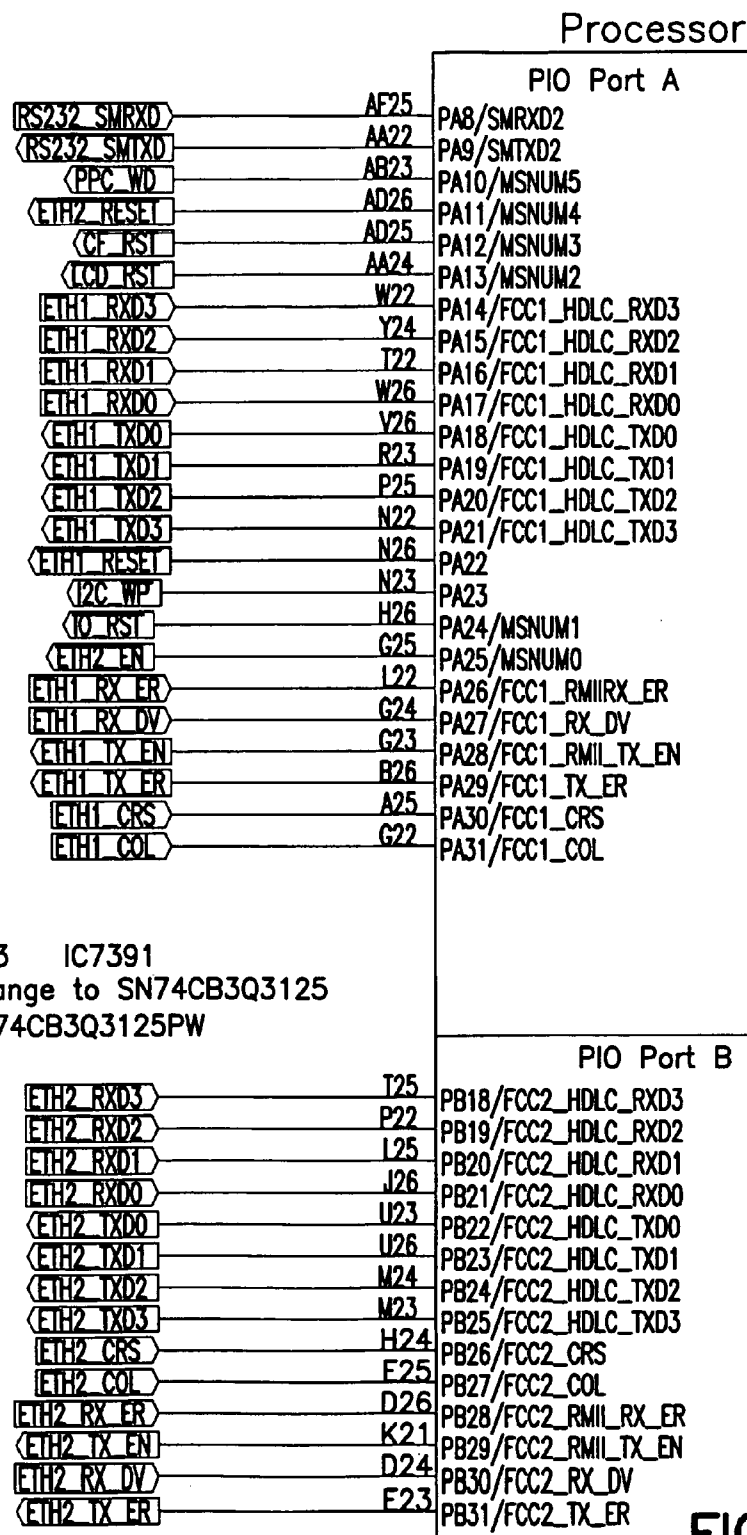 Processor
PIO Port A
RS232_SMRXD AF25 PA8/SMRXD2
RS232_SMTXD AA22 PA9/SMTXD2
PPC_WD AB23 PA10/MSNUM5
ETH2_RESET AD26 PA11/MSNUM4
CF_RST AD25 PA12/MSNUM3
LCD_RST AA24 PA13/MSNUM2
ETH1_RXD3 W22 PA14/FCC1_HDLC_RXD3
ETH1_RXD2 Y24 PA15/FCC1_HDLC_RXD2
ETH1_RXD1 T22 PA16/FCC1_HDLC_RXD1
ETH1_RXD0 W26 PA17/FCC1_HDLC_RXD0
ETH1_TXD0 V26 PA18/FCC1_HDLC_TXD0
ETH1_TXD1 R23 PA19/FCC1_HDLC_TXD1
ETH1_TXD2 P25 PA20/FCC1_HDLC_TXD2
ETH1_TXD3 N22 PA21/FCC1_HDLC_TXD3
ETH1_RESET N26 PA22
I2C_WP N23 PA23
IO_RST H26 PA24/MSNUM1
ETH2_EN G25 PA25/MSNUM0
ETH1_RX_ER L22 PA26/FCC1_RMIIRX_ER
ETH1_RX_DV G24 PA27/FCC1_RX_DV
ETH1_TX_EN G23 PA28/FCC1_RMII_TX_EN
ETH1_TX_ER B26 PA29/FCC1_TX_ER
ETH1_CRS A25 PA30/FCC1_CRS
ETH1_COL G22 PA31/FCC1_COL
3 IC7391
ange to SN74CB3Q3125
74CB3Q3125PW
PIO Port B
ETH2_RXD3 T25 PB18/FCC2_HDLC_RXD3
ETH2_RXD2 P22 PB19/FCC2_HDLC_RXD2
ETH2_RXD1 L25 PB20/FCC2_HDLC_RXD1
ETH2_RXD0 J26 PB21/FCC2_HDLC_RXD0
ETH2_TXD0 U23 PB22/FCC2_HDLC_TXD0
ETH2_TXD1 U26 PB23/FCC2_HDLC_TXD1
ETH2_TXD2 M24 PB24/FCC2_HDLC_TXD2
ETH2_TXD3 M23 PB25/FCC2_HDLC_TXD3
ETH2_CRS H24 PB26/FCC2_CRS
ETH2_COL E25 PB27/FCC2_COL
ETH2_RX_ER D26 PB28/FCC2_RMII_RX_ER
ETH2_TX_EN K21 PB29/FCC2_RMII_TX_EN
ETH2_RX_DV D24 PB30/FCC2_RX_DV
ETH2_TX_ER E23 PB31/FCC2_TX_ER